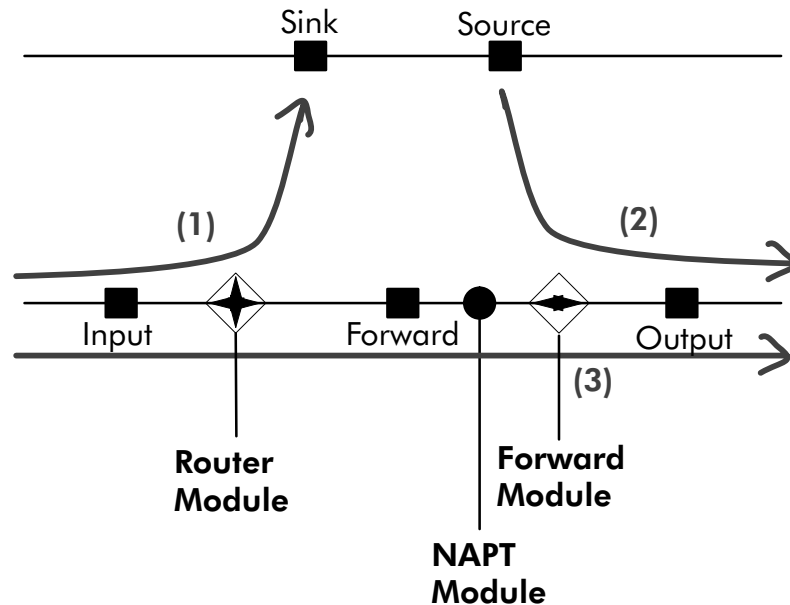 Sink
Source
(1)
(2)
Input
Forward
Output
(3)
Router
Module
Forward
Module
NAPT
Module